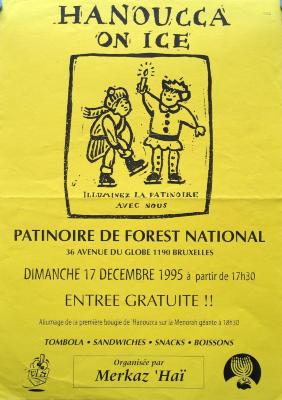 HANOUCCA
ON ICE
ILLUMINEZ LA PATINOIRE
AVEC NOUS
PATINOIRE DE FOREST NATIONAL
36 AVENUE DU GLOBE 1190 BRUXELLES
DIMANCHE 17 DECEMBRE 1995 à partir de 17h30
ENTREE GRATUITE !!
Allumage de la première bougie de 'Hanoucca sur la Menorah géante à 18h30
TOMBOLA • SANDWICHES • SNACKS • BOISSONS
Organisée par
Merkaz 'Haï